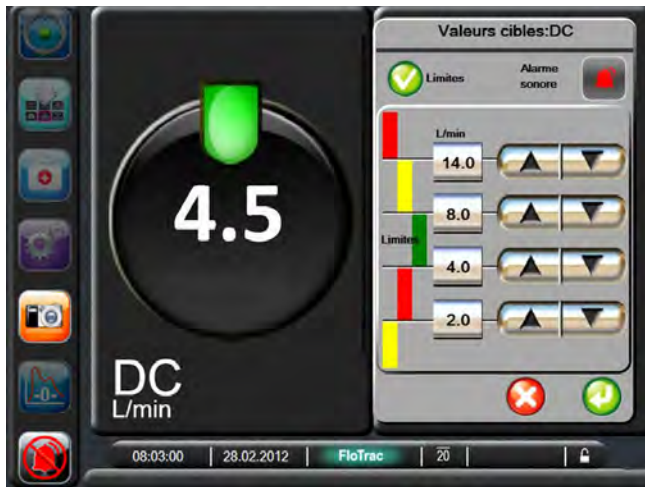 Valeurs cibles:DC
Limites
Alarme sonore
L/min
14.0
8.0
Limites
4.0
2.0
4.5
DC
L/min
-0-
08:03:00 28.02.2012 FloTrac 20